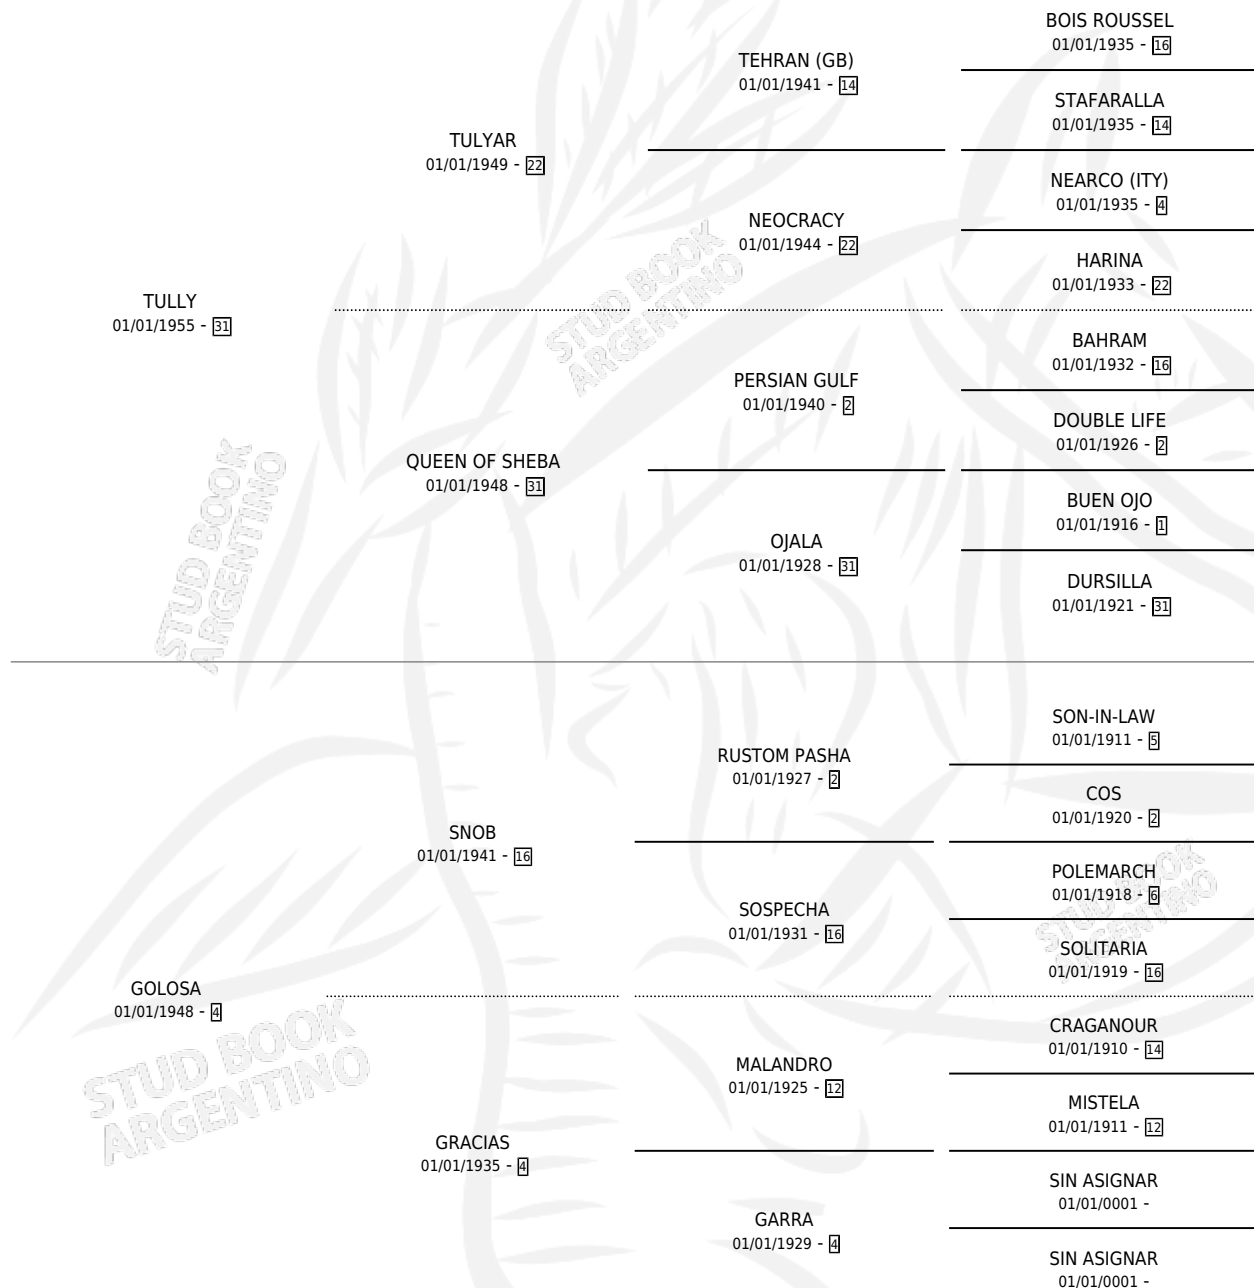 TULLY
01/01/1955 - 31
TULYAR
01/01/1949 - 22
QUEEN OF SHEBA
01/01/1948 - 31
TEHRAN (GB)
01/01/1941 - 14
NEOCRACY
01/01/1944 - 22
PERSIAN GULF
01/01/1940 - 2
OJALA
01/01/1928 - 31
BOIS ROUSSEL
01/01/1935 - 16
STAFARALLA
01/01/1935 - 14
NEARCO (ITY)
01/01/1935 - 4
HARINA
01/01/1933 - 22
BAHRAM
01/01/1932 - 16
DOUBLE LIFE
01/01/1926 - 2
BUEN OJO
01/01/1916 - 1
DURSILLA
01/01/1921 - 31
GOLOSA
01/01/1948 - 4
SNOB
01/01/1941 - 16
GRACIAS
01/01/1935 - 4
RUSTOM PASHA
01/01/1927 - 2
SOSPECHA
01/01/1931 - 16
MALANDRO
01/01/1925 - 12
GARRA
01/01/1929 - 4
SON-IN-LAW
01/01/1911 - 5
COS
01/01/1920 - 2
POLEMARCH
01/01/1918 - 6
SOLITARIA
01/01/1919 - 16
CRAGANOUR
01/01/1910 - 14
MISTELA
01/01/1911 - 12
SIN ASIGNAR
01/01/0001 -
SIN ASIGNAR
01/01/0001 -
STUD BOOK
ARGENTINO
STUD BOOK
ARGENTINO
STUD BOOK
ARGENTINO
STUD BOOK
ARGENTINO